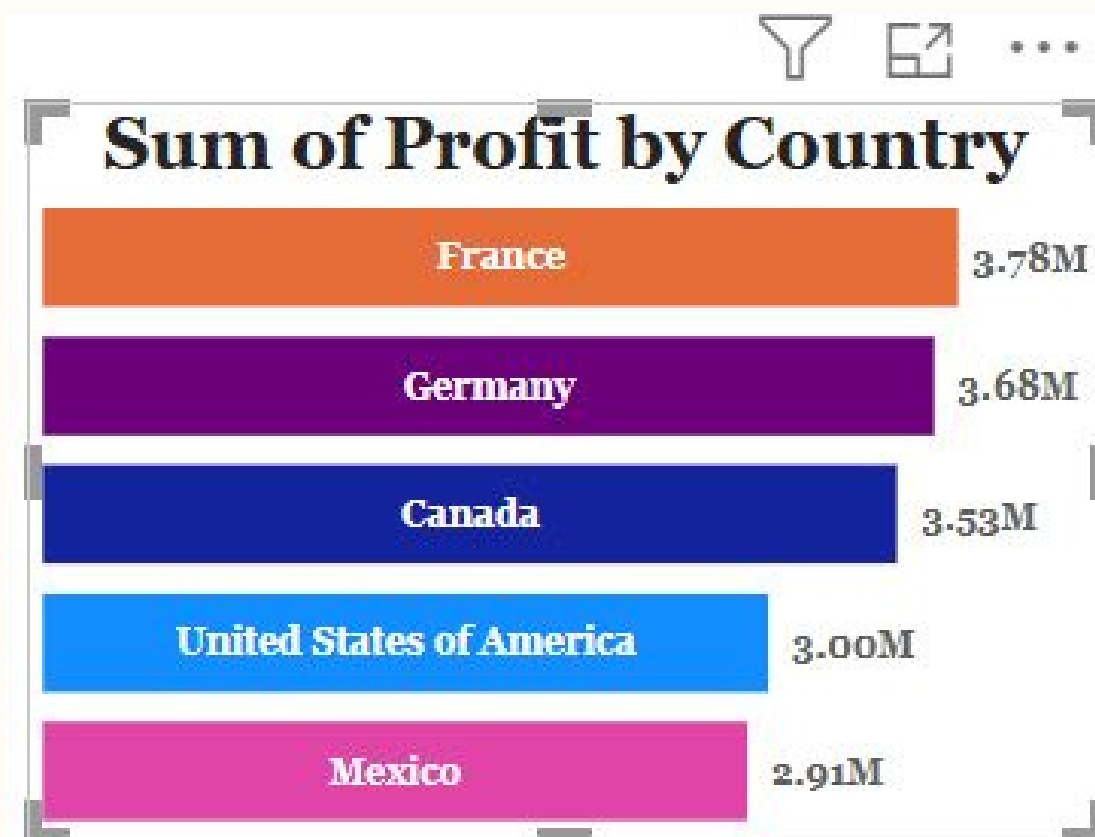 Sum of Profit by Country
France 3.78M
Germany 3.68M
Canada 3.53M
United States of America 3.00M
Mexico 2.91M